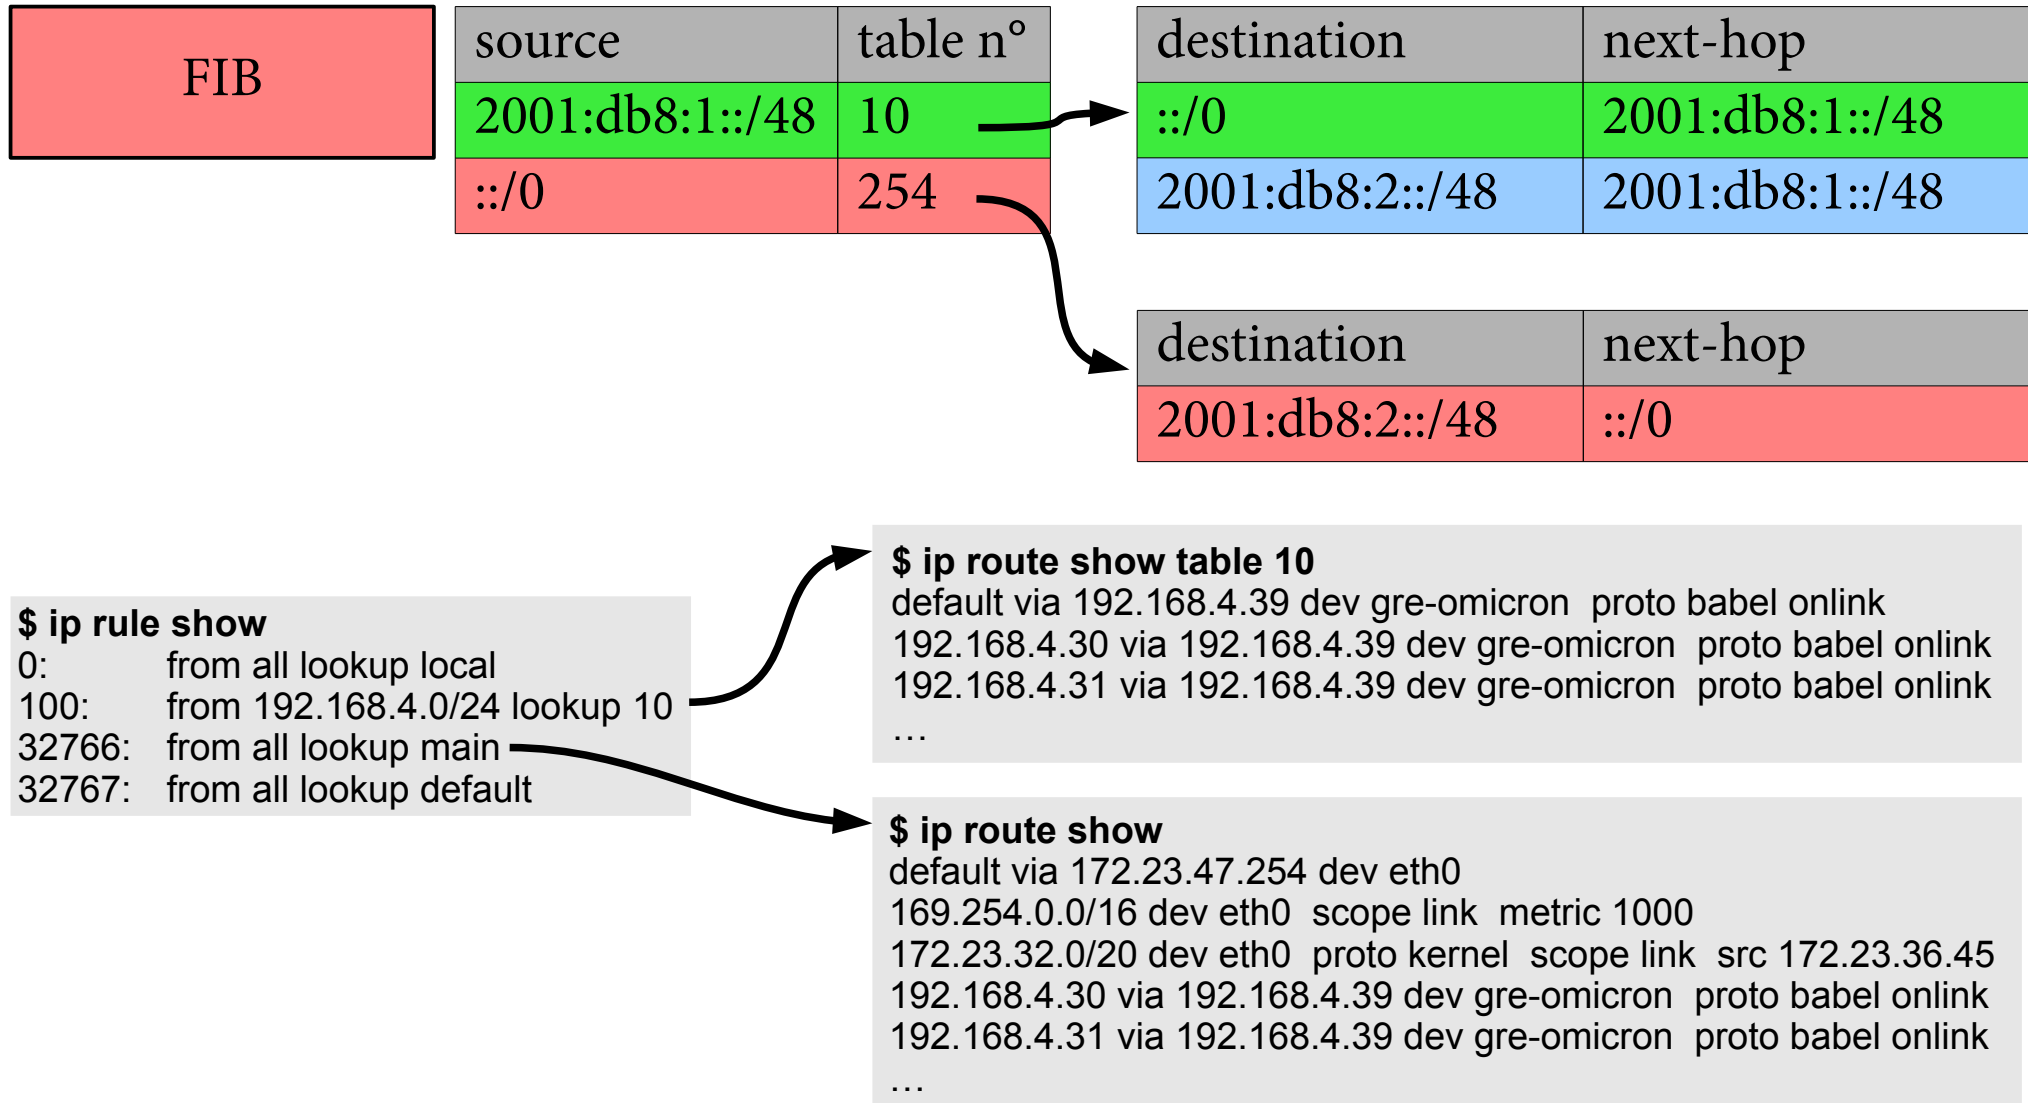 FIB
source table n°
2001:db8:1::/48 10
::/0 254
destination next-hop
::/0 2001:db8:1::/48
2001:db8:2::/48 2001:db8:1::/48
destination next-hop
2001:db8:2::/48 ::/0
$ ip rule show
0: from all lookup local
100: from 192.168.4.0/24 lookup 10
32766: from all lookup main
32767: from all lookup default
$ ip route show table 10
default via 192.168.4.39 dev gre-omicron proto babel onlink
192.168.4.30 via 192.168.4.39 dev gre-omicron proto babel onlink
192.168.4.31 via 192.168.4.39 dev gre-omicron proto babel onlink
…
$ ip route show
default via 172.23.47.254 dev eth0
169.254.0.0/16 dev eth0 scope link metric 1000
172.23.32.0/20 dev eth0 proto kernel scope link src 172.23.36.45
192.168.4.30 via 192.168.4.39 dev gre-omicron proto babel onlink
192.168.4.31 via 192.168.4.39 dev gre-omicron proto babel onlink
…